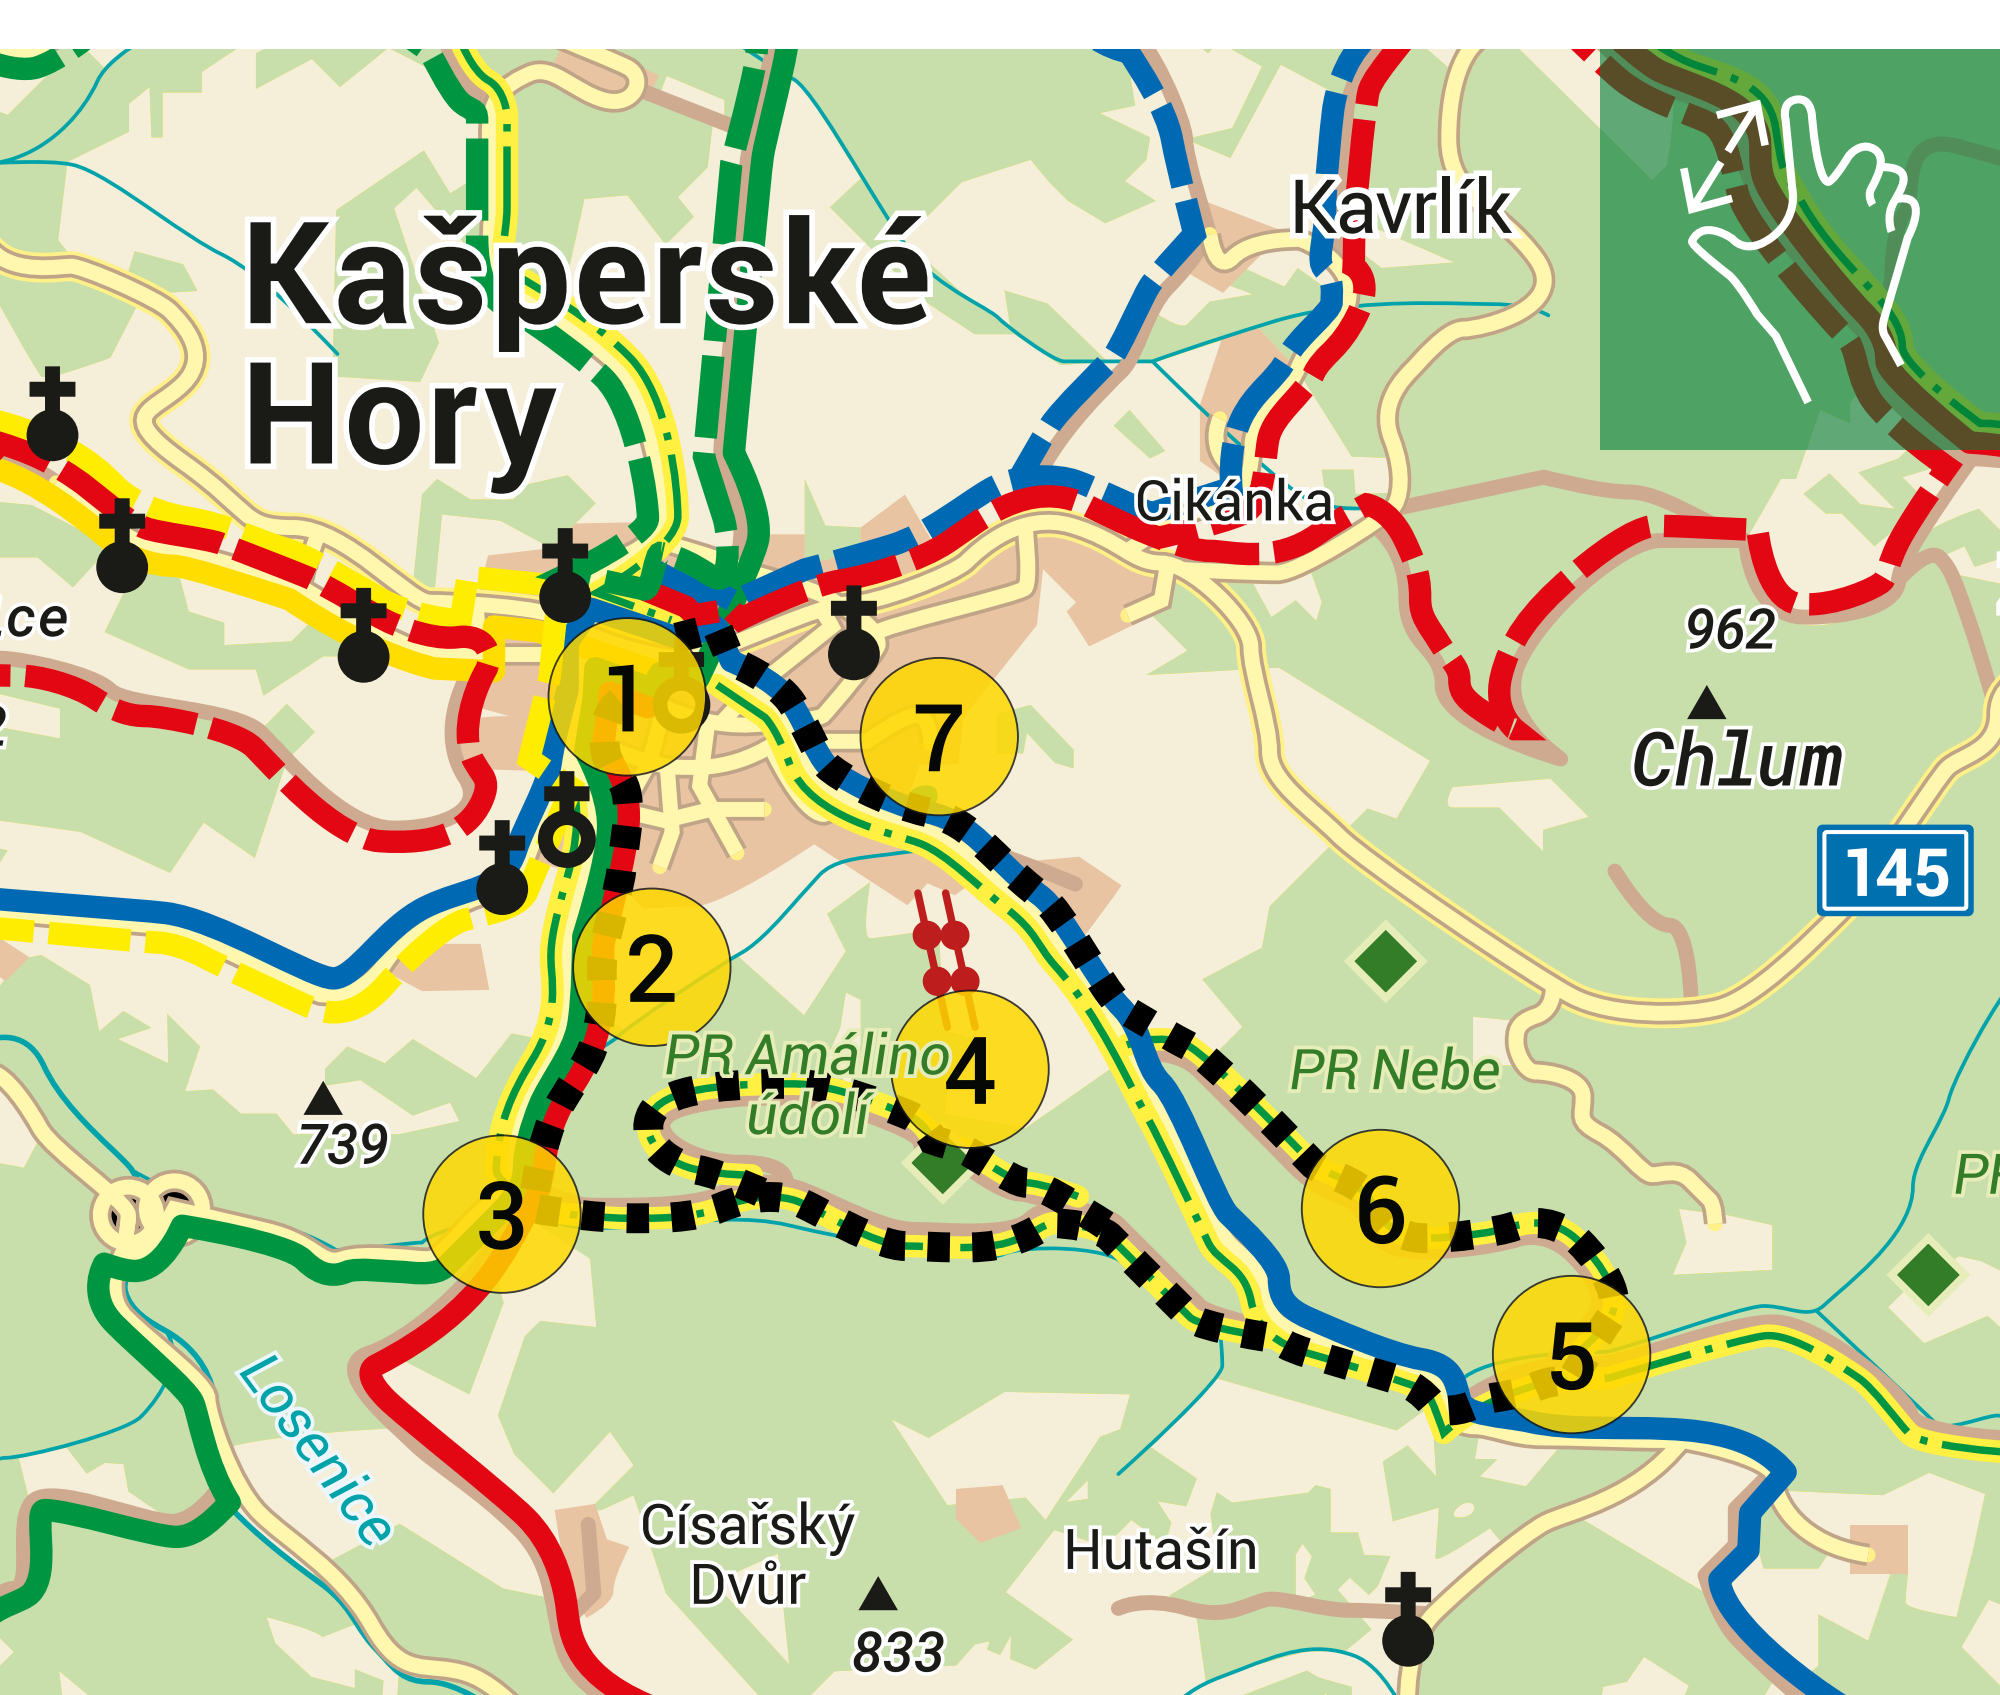 Kavrlík
Kašperské
Hory
Cikánka
ce
962
Chlum
1
7
145
2
PR Amálino
údolí
4
PR Nebe
739
3
6
PR
5
Losenice
Císařský
Dvůr
Hutašín
833